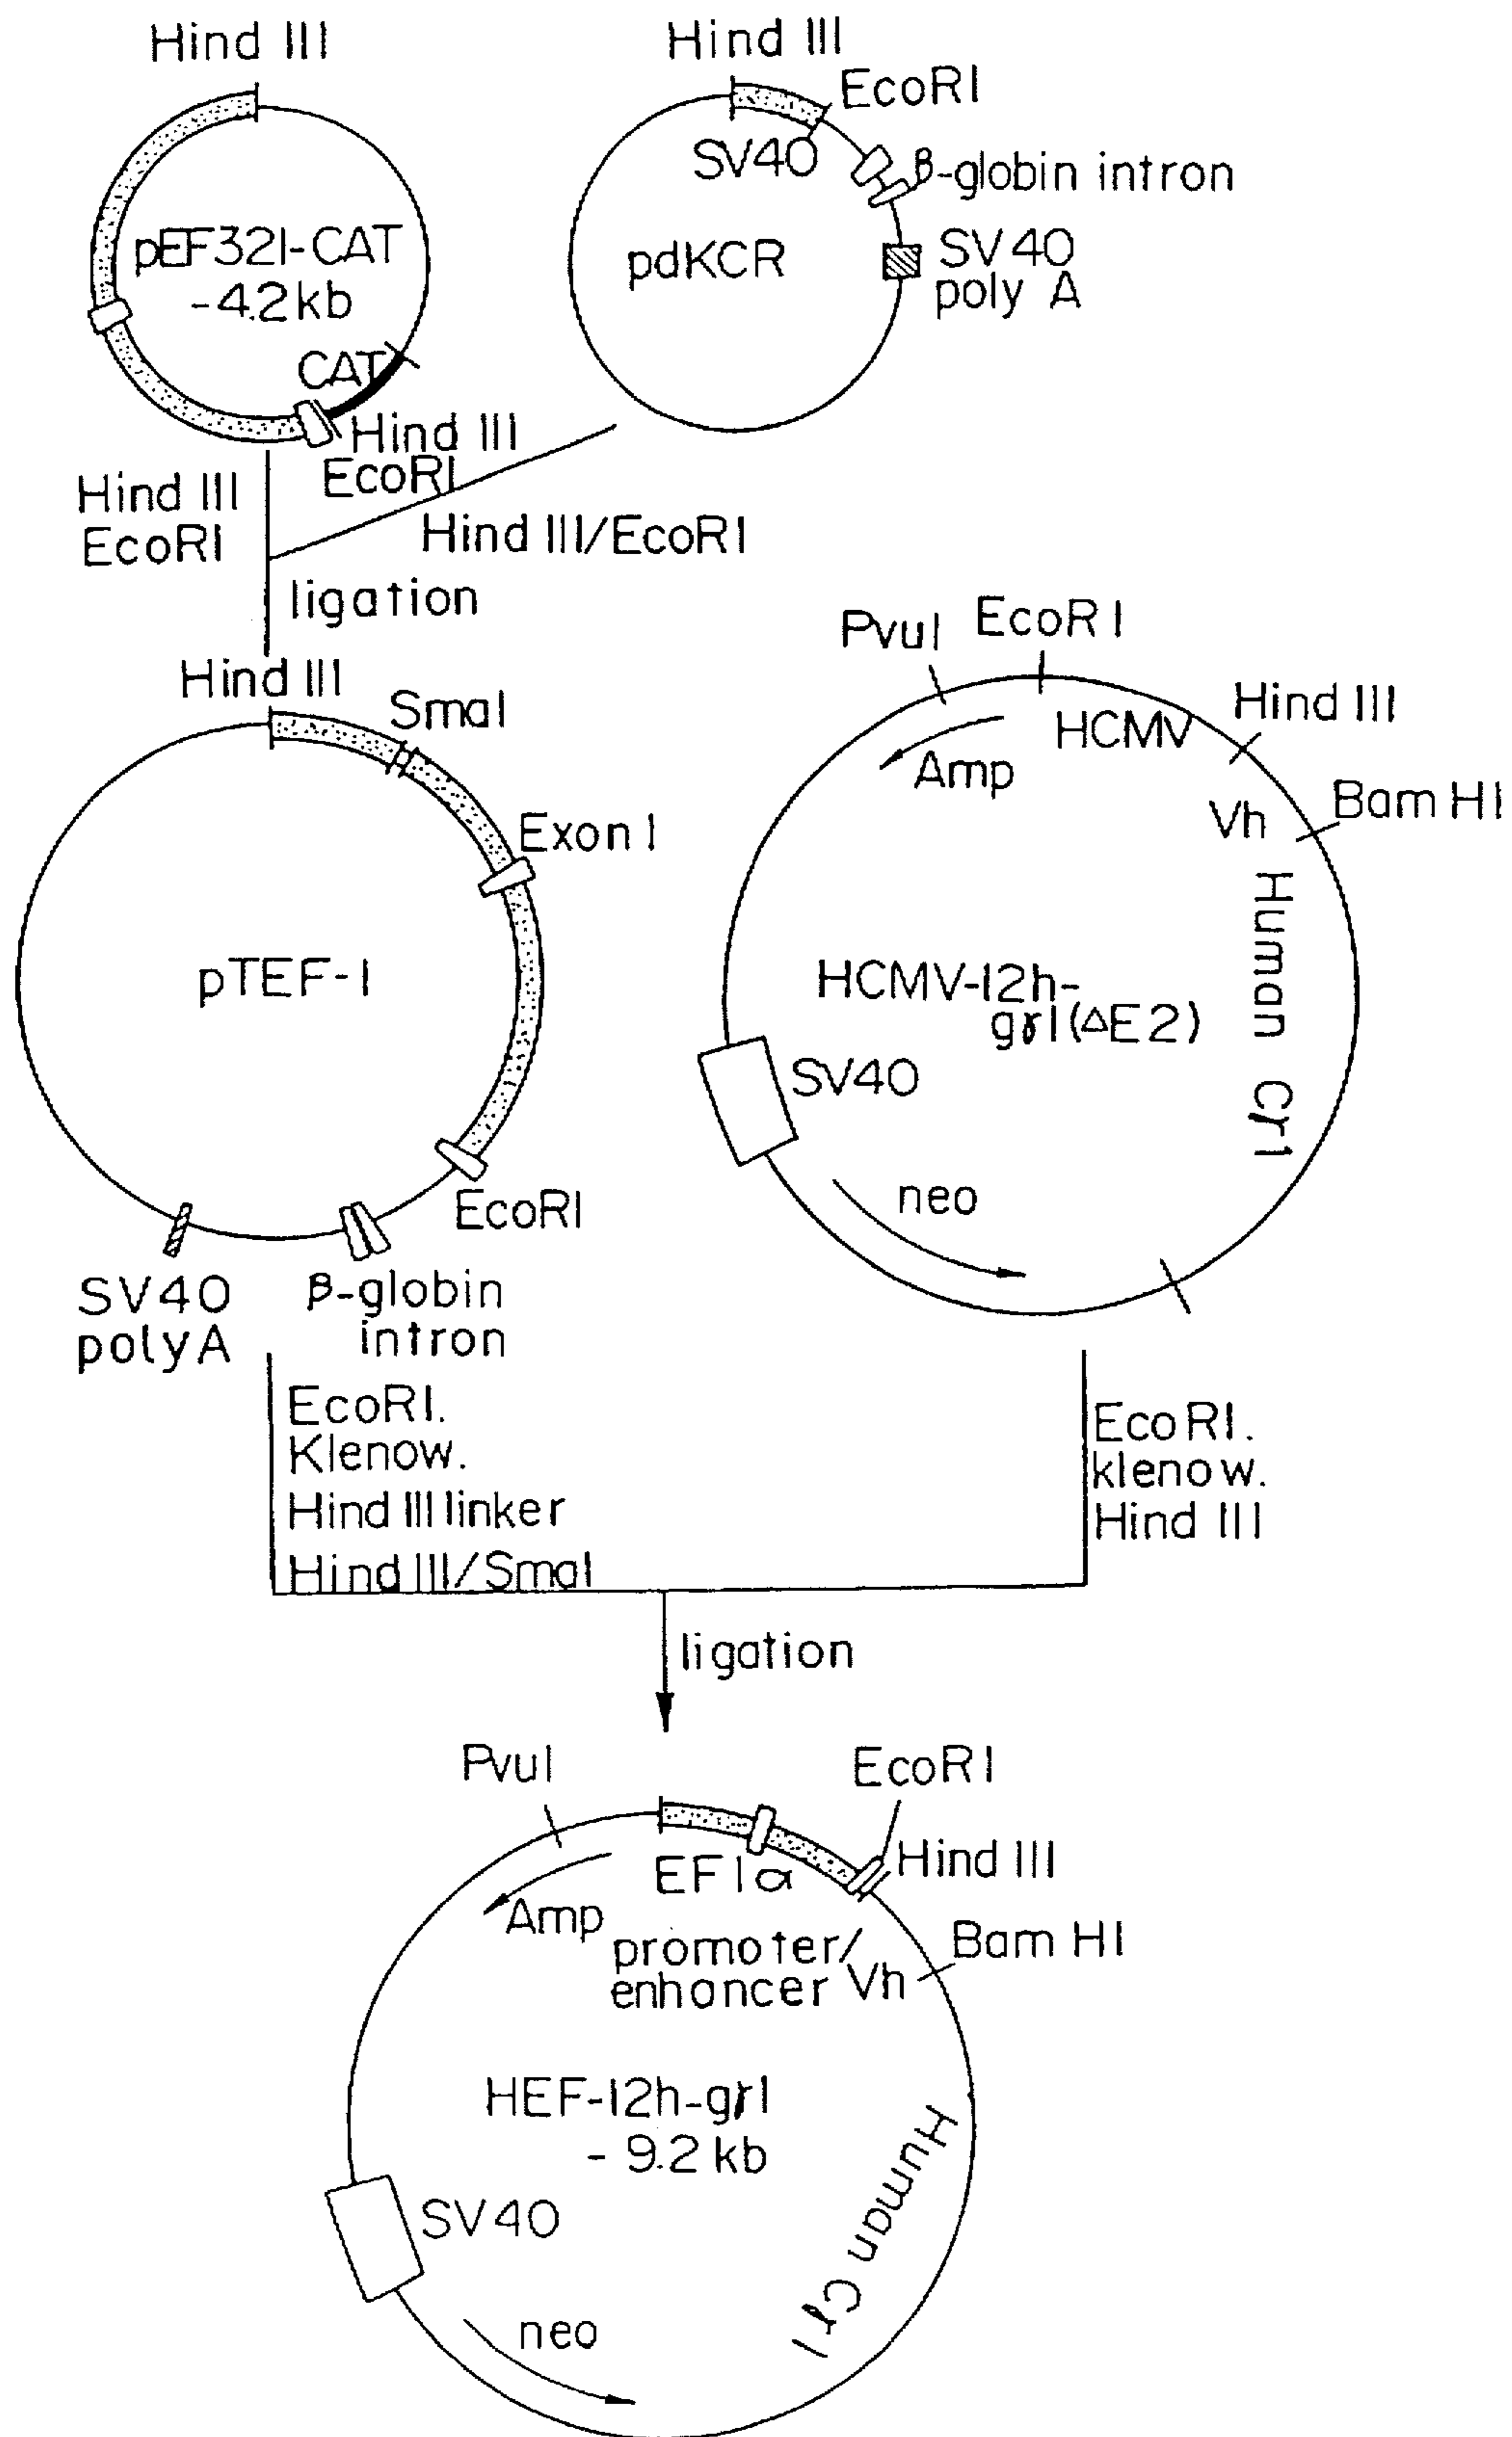 Hind III
pEF321-CAT
-4.2kb
CAT
Hind III
EcoRI
Hind III
EcoRI
SV40
β-globin intron
pdKCR
SV40
poly A
Hind III
EcoRI
Hind III/EcoRI
ligation
Hind III
SmaI
Exon I
pTEF-1
EcoRI
SV40
polyA
β-globin
intron
PvuI
EcoRI
HCMV
Hind III
Amp
Vh
Bam HI
Human Cγ1
HCMV-12h-
gγ1(△E2)
SV40
neo
EcoRI.
Klenow.
Hind III linker
Hind III/SmaI
EcoRI.
klenow.
Hind III
ligation
PvuI
EcoRI
Hind III
EF1α
Amp
promoter/
enhancer
Vh
Bam HI
HEF-12h-gγ1
- 9.2 kb
Human Cγ1
SV40
neo